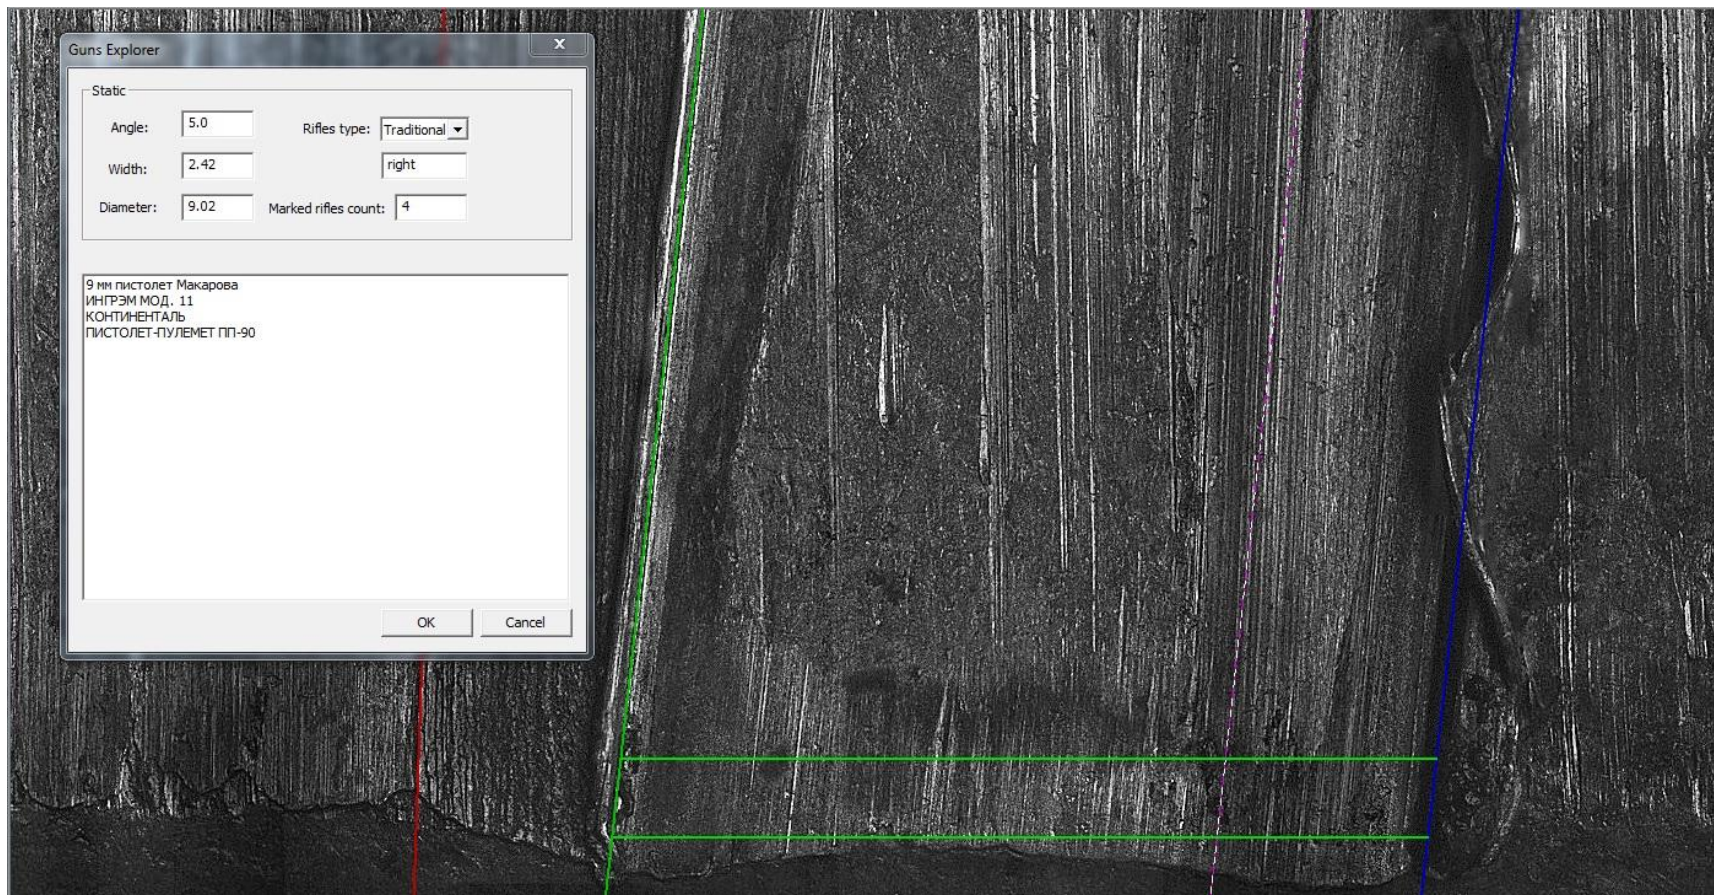 Guns Explorer
Static
Angle: 5.0 Rifles type: Traditional
Width: 2.42 right
Diameter: 9.02 Marked rifles count: 4
9 мм пистолет Макарова
ИНГРЭМ МОД. 11
КОНТИНЕНТАЛЬ
ПИСТОЛЕТ-ПУЛЕМЕТ ПП-90
OK Cancel